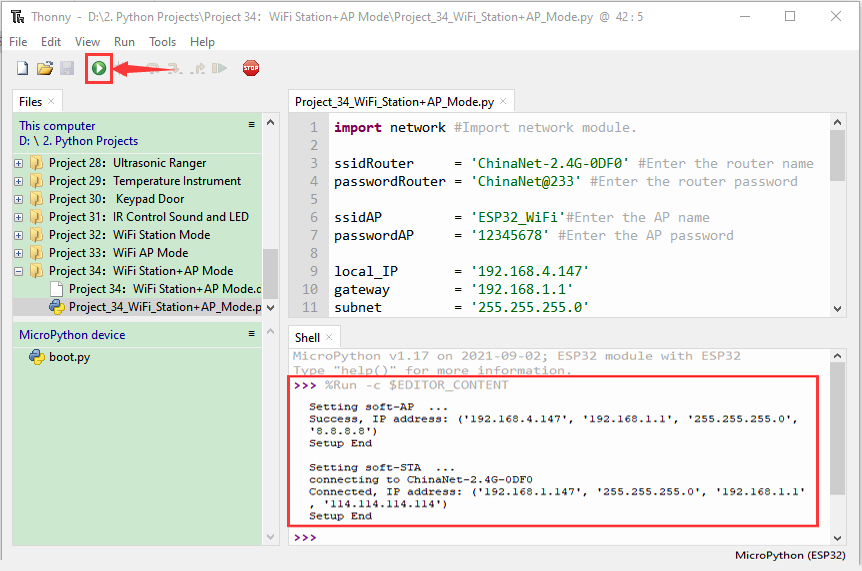 Thonny - D:\2. Python Projects\Project 34：WiFi Station+AP Mode\Project_34_WiFi_Station+AP_Mode.py @ 42 : 5
File Edit View Run Tools Help
STOP
Files
This computer
D: \ 2. Python Projects
Project 28：Ultrasonic Ranger
Project 29：Temperature Instrument
Project 30： Keypad Door
Project 31：IR Control Sound and LED
Project 32：WiFi Station Mode
Project 33：WiFi AP Mode
Project 34：WiFi Station+AP Mode
Project 34：WiFi Station+AP Mode.c
Project_34_WiFi_Station+AP_Mode.p
MicroPython device
boot.py
Project_34_WiFi_Station+AP_Mode.py
1 import network #Import network module.
2
3 ssidRouter = 'ChinaNet-2.4G-0DF0' #Enter the router name
4 passwordRouter = 'ChinaNet@233' #Enter the router password
5
6 ssidAP = 'ESP32_WiFi'#Enter the AP name
7 passwordAP = '12345678' #Enter the AP password
8
9 local_IP = '192.168.4.147'
10 gateway = '192.168.1.1'
11 subnet = '255.255.255.0'
Shell
MicroPython v1.17 on 2021-09-02; ESP32 module with ESP32
Type "help()" for more information.
>>> %Run -c $EDITOR_CONTENT
Setting soft-AP ...
Success, IP address: ('192.168.4.147', '192.168.1.1', '255.255.255.0',
'8.8.8.8')
Setup End
Setting soft-STA ...
connecting to ChinaNet-2.4G-0DF0
Connected, IP address: ('192.168.1.147', '255.255.255.0', '192.168.1.1'
, '114.114.114.114')
Setup End
>>>
MicroPython (ESP32)